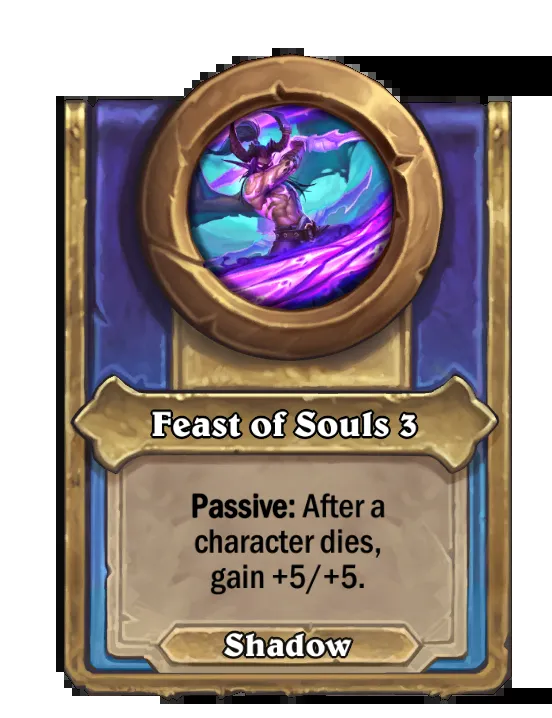 Feast of Souls 3
Passive: After a
character dies,
gain +5/+5.
Shadow